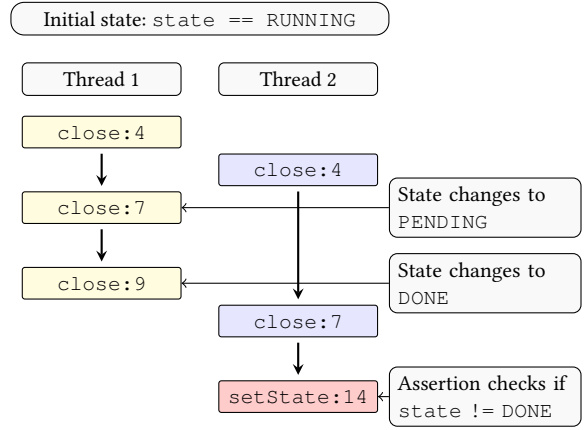 Initial state: state == RUNNING
Thread 1
Thread 2
close:4
close:4
close:7
State changes to
PENDING
close:9
State changes to
DONE
close:7
setState:14
Assertion checks if
state != DONE